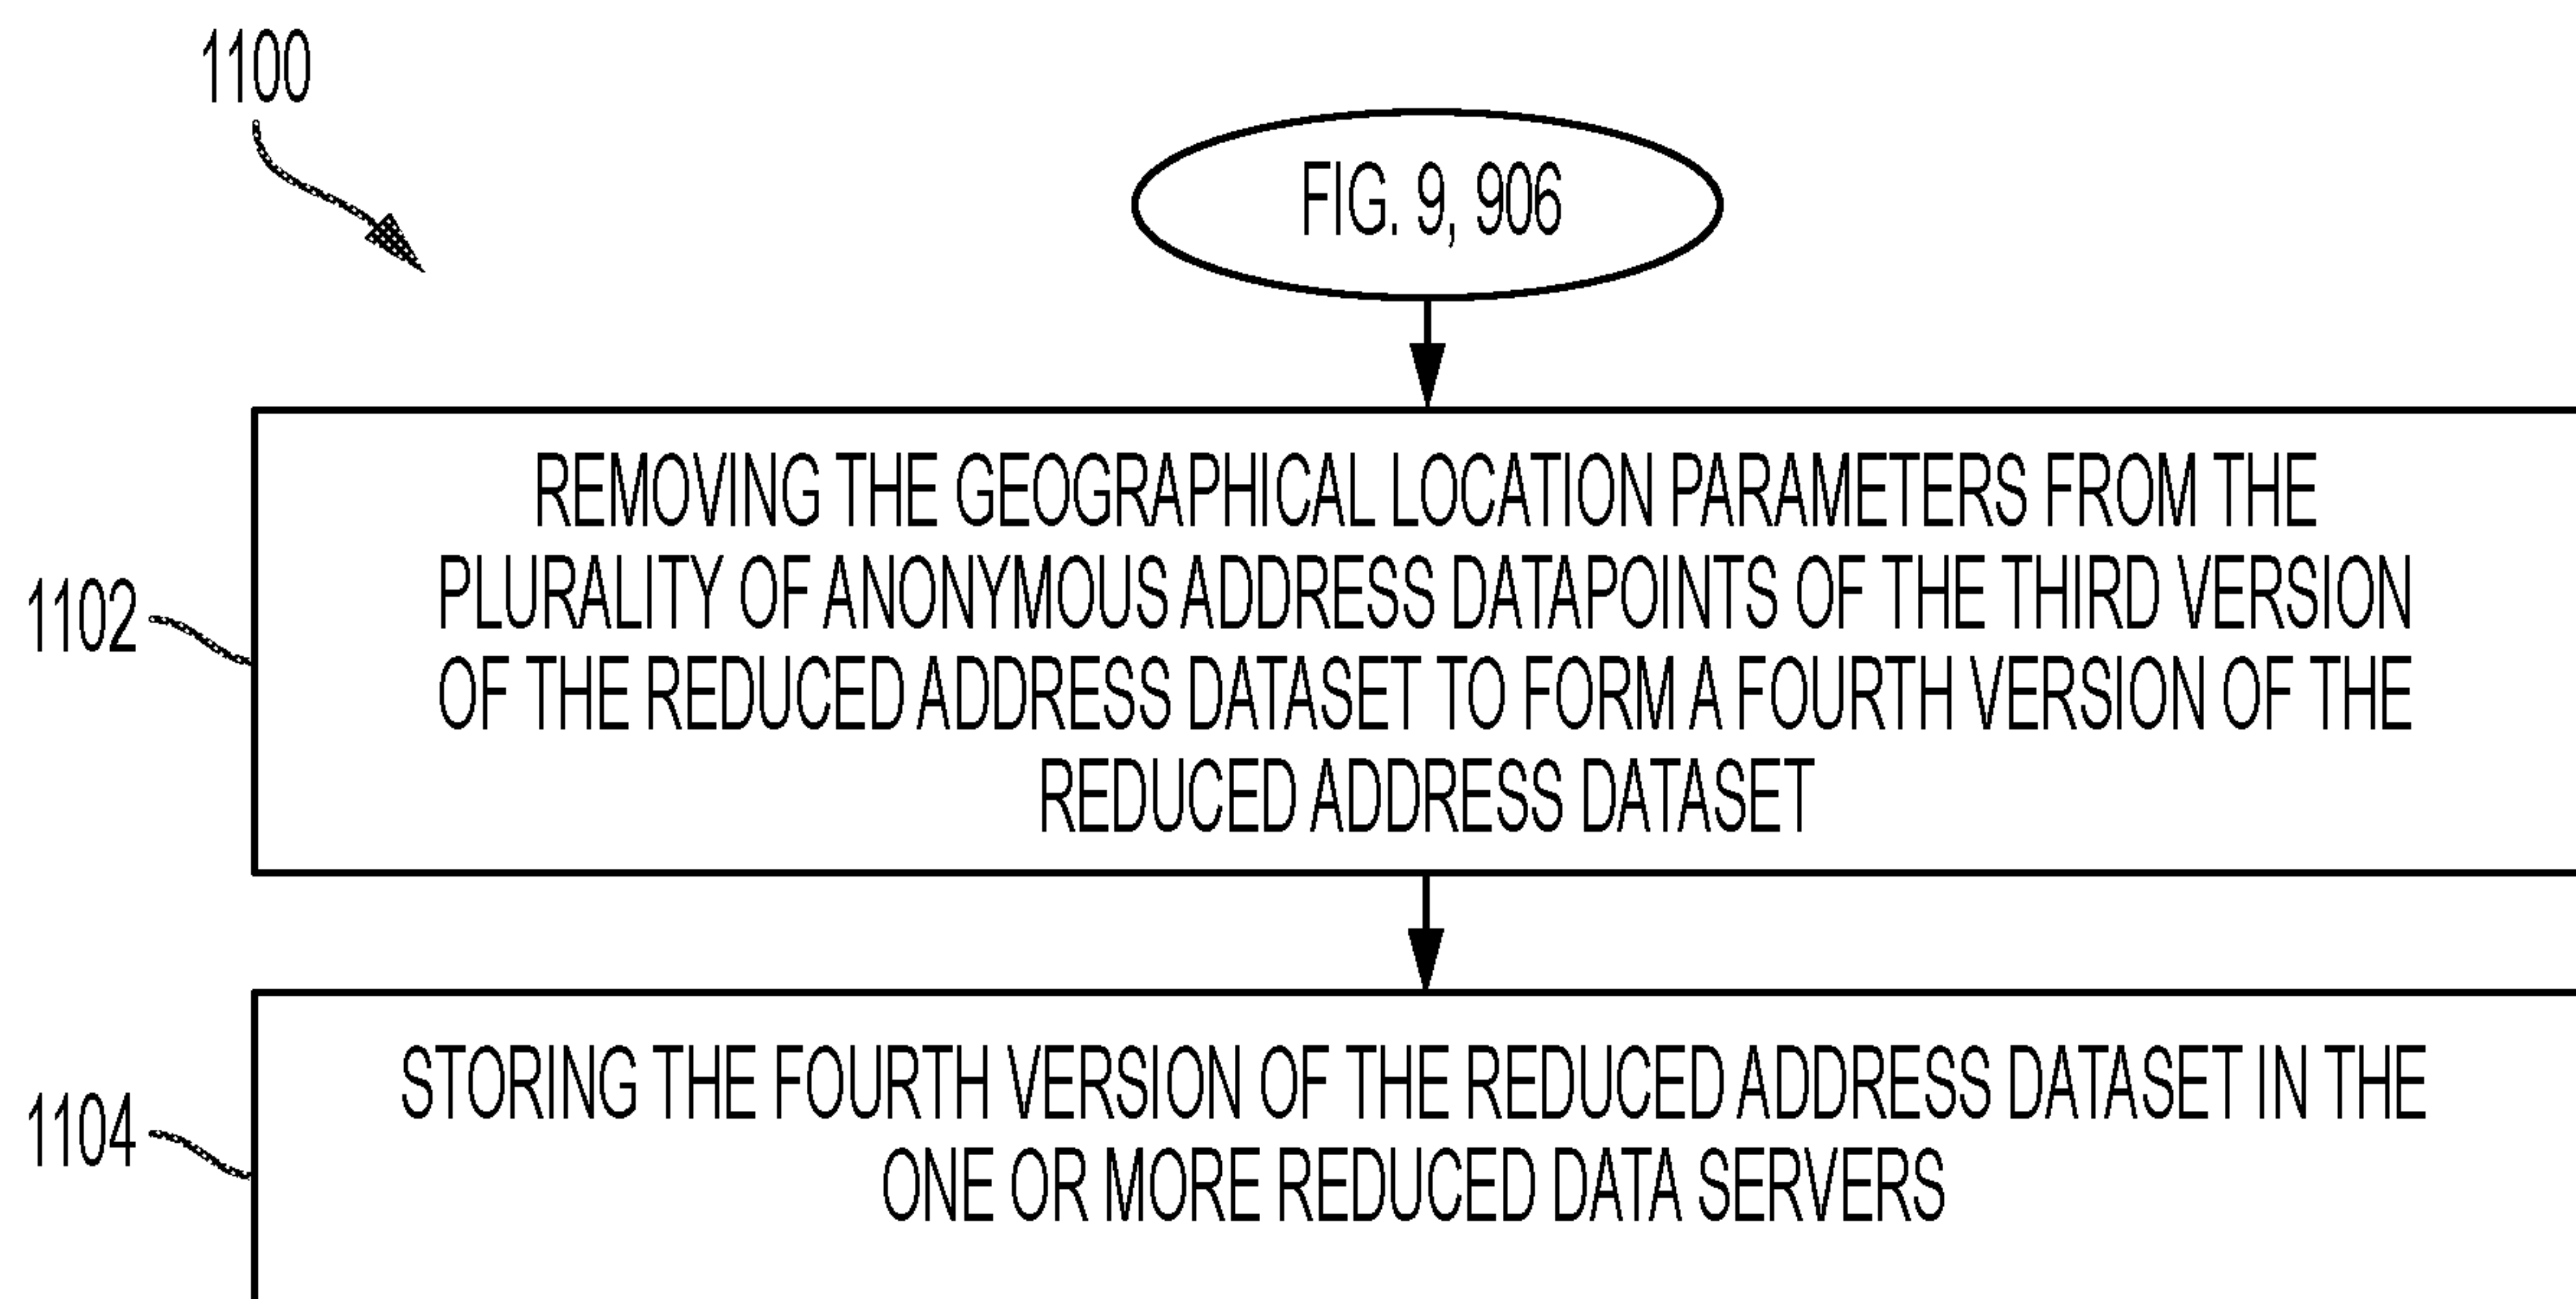 1100
FIG. 9, 906
REMOVING THE GEOGRAPHICAL LOCATION PARAMETERS FROM THE
PLURALITY OF ANONYMOUS ADDRESS DATAPOINTS OF THE THIRD VERSION
1102
OF THE REDUCED ADDRESS DATASET TO FORM A FOURTH VERSION OF THE
REDUCED ADDRESS DATASET
STORING THE FOURTH VERSION OF THE REDUCED ADDRESS DATASET IN THE
1104
ONE OR MORE REDUCED DATA SERVERS